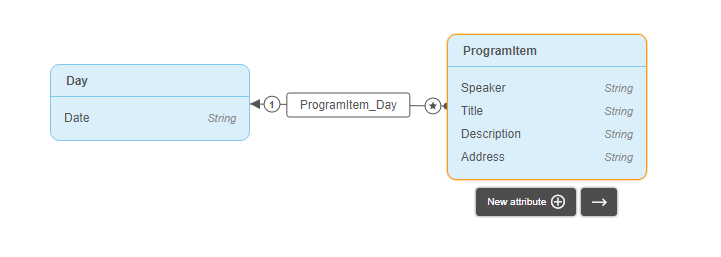 Day
Date String
1
ProgramItem_Day
ProgramItem
Speaker String
Title String
Description String
Address String
New attribute